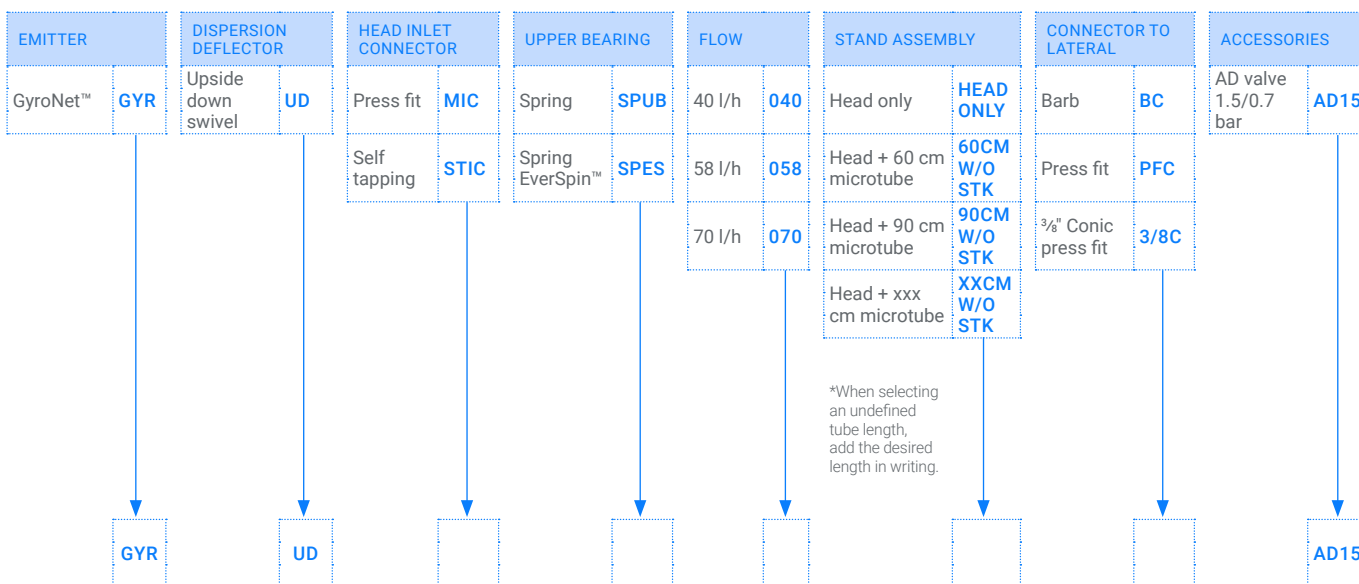 EMITTER
GyroNet™
GYR
DISPERSION
DEFLECTOR
Upside
down
swivel
UD
HEAD INLET
CONNECTOR
Press fit
MIC
Self
tapping
STIC
UPPER BEARING
Spring
SPUB
Spring
EverSpin™
SPES
FLOW
40 l/h
040
58 l/h
058
70 l/h
070
STAND ASSEMBLY
Head only
HEAD
ONLY
Head + 60 cm
microtube
60CM
W/O
STK
Head + 90 cm
microtube
90CM
W/O
STK
Head + xxx
cm microtube
XXCM
W/O
STK
*When selecting
an undefined
tube length,
add the desired
length in writing.
CONNECTOR TO
LATERAL
Barb
BC
Press fit
PFC
⅜" Conic
press fit
3/8C
ACCESSORIES
AD valve
1.5/0.7
bar
AD15
GYR
UD
AD15